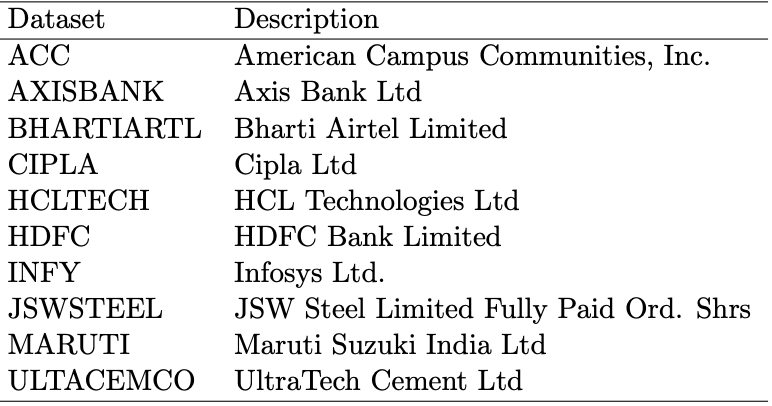 Dataset Description
ACC American Campus Communities, Inc.
AXISBANK Axis Bank Ltd
BHARTIARTL Bharti Airtel Limited
CIPLA Cipla Ltd
HCLTECH HCL Technologies Ltd
HDFC HDFC Bank Limited
INFY Infosys Ltd.
JSWSTEEL JSW Steel Limited Fully Paid Ord. Shrs
MARUTI Maruti Suzuki India Ltd
ULTACEMCO UltraTech Cement Ltd